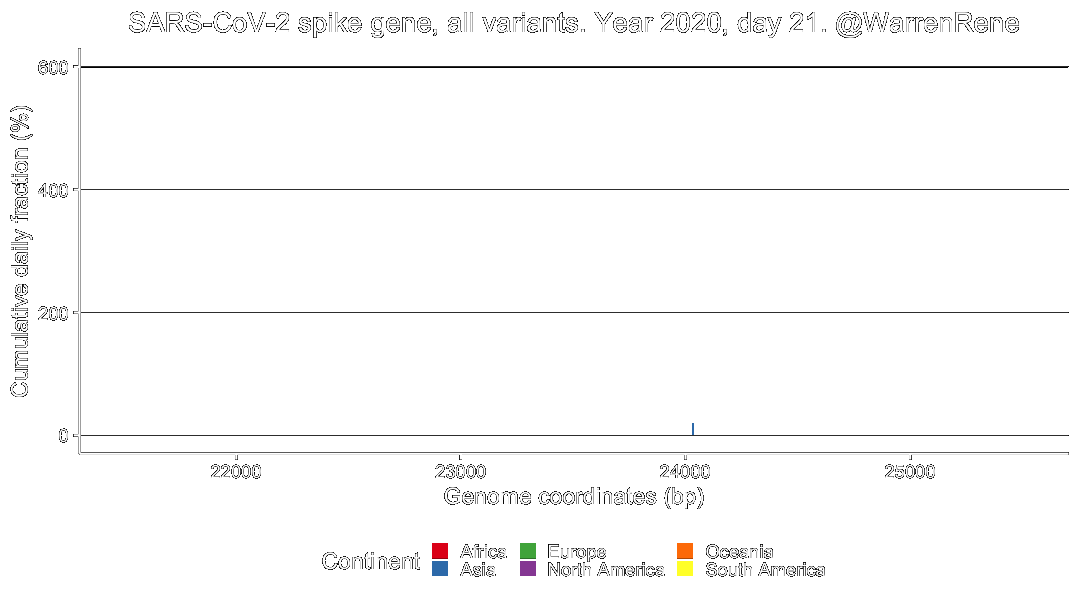 SARS-CoV-2 spike gene, all variants. Year 2020, day 21. @WarrenRene
Cumulative daily fraction (%)
600
400
200
0
22000 23000 24000 25000
Genome coordinates (bp)
Continent
Africa Europe Oceania
Asia North America South America